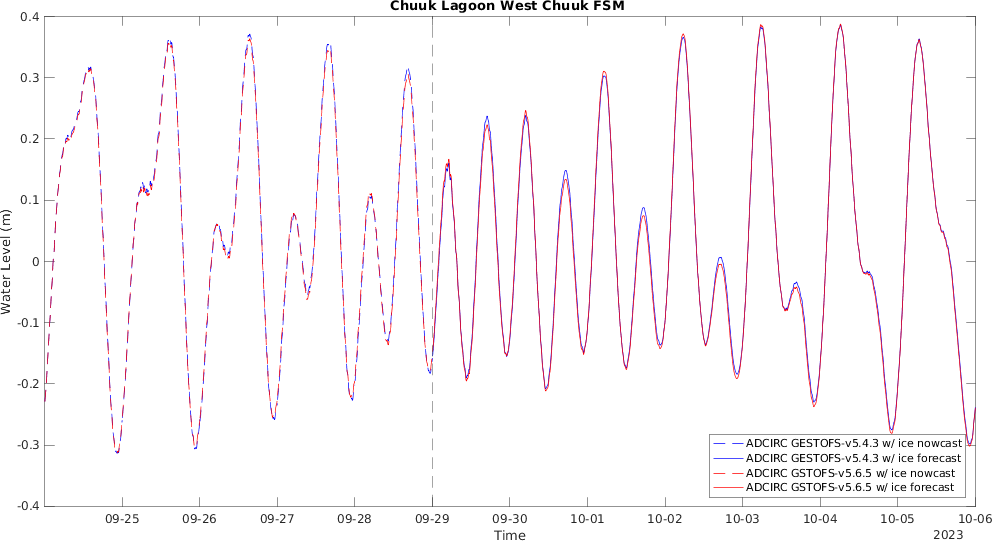 Chuuk Lagoon West Chuuk FSM
0.4
0.3
0.2
0.1
0
-0.1
-0.2
-0.3
-0.4
Water Level (m)
ADCIRC GESTOFS-v5.4.3 w/ ice nowcast
ADCIRC GESTOFS-v5.4.3 w/ ice forecast
ADCIRC GSTOFS-v5.6.5 w/ ice nowcast
ADCIRC GSTOFS-v5.6.5 w/ ice forecast
09-25 09-26 09-27 09-28 09-29 09-30 10-01 10-02 10-03 10-04 10-05 10-06
Time
2023